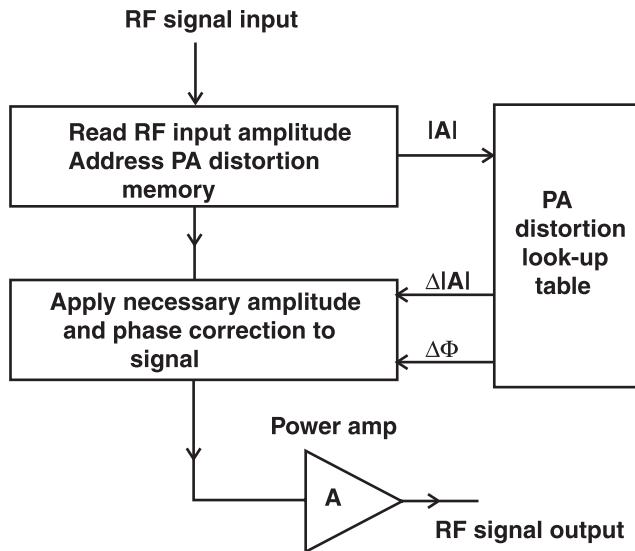 RF signal input
Read RF input amplitude
Address PA distortion
memory
|A|
PA
distortion
look-up
table
Apply necessary amplitude
and phase correction to
signal
Δ|A|
ΔΦ
Power amp
A
RF signal output